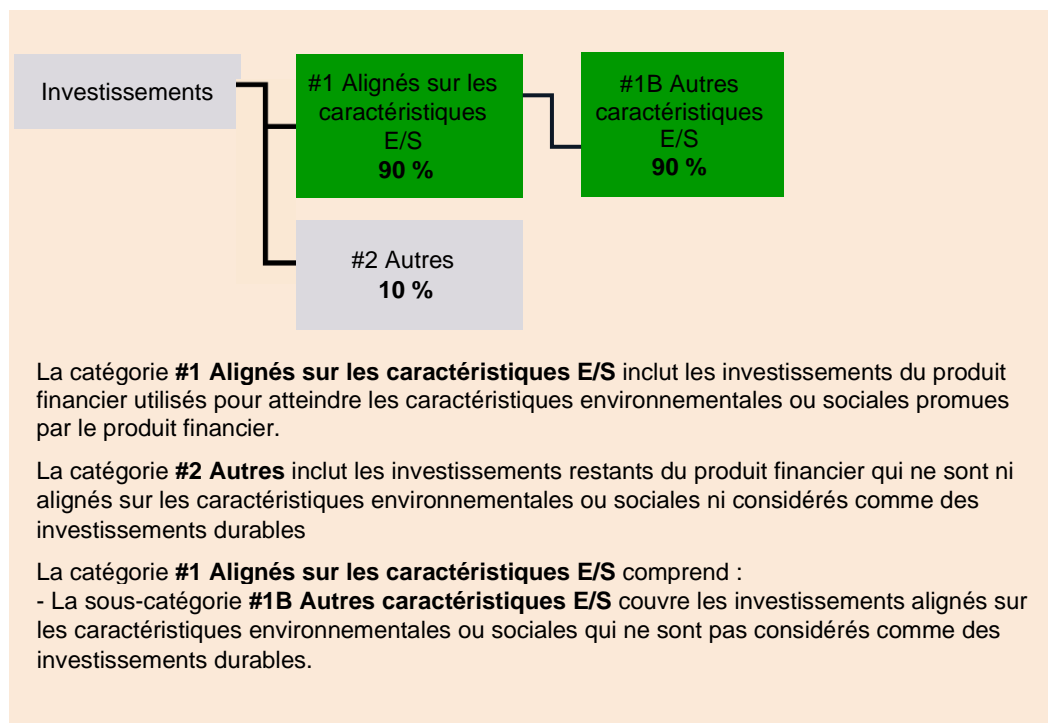 Investissements
#1 Alignés sur les
caractéristiques
E/S
90 %
#1B Autres
caractéristiques
E/S
90 %
#2 Autres
10 %
La catégorie #1 Alignés sur les caractéristiques E/S inclut les investissements du produit
financier utilisés pour atteindre les caractéristiques environnementales ou sociales promues
par le produit financier.
La catégorie #2 Autres inclut les investissements restants du produit financier qui ne sont ni
alignés sur les caractéristiques environnementales ou sociales ni considérés comme des
investissements durables
La catégorie #1 Alignés sur les caractéristiques E/S comprend :
- La sous-catégorie #1B Autres caractéristiques E/S couvre les investissements alignés sur
les caractéristiques environnementales ou sociales qui ne sont pas considérés comme des
investissements durables.